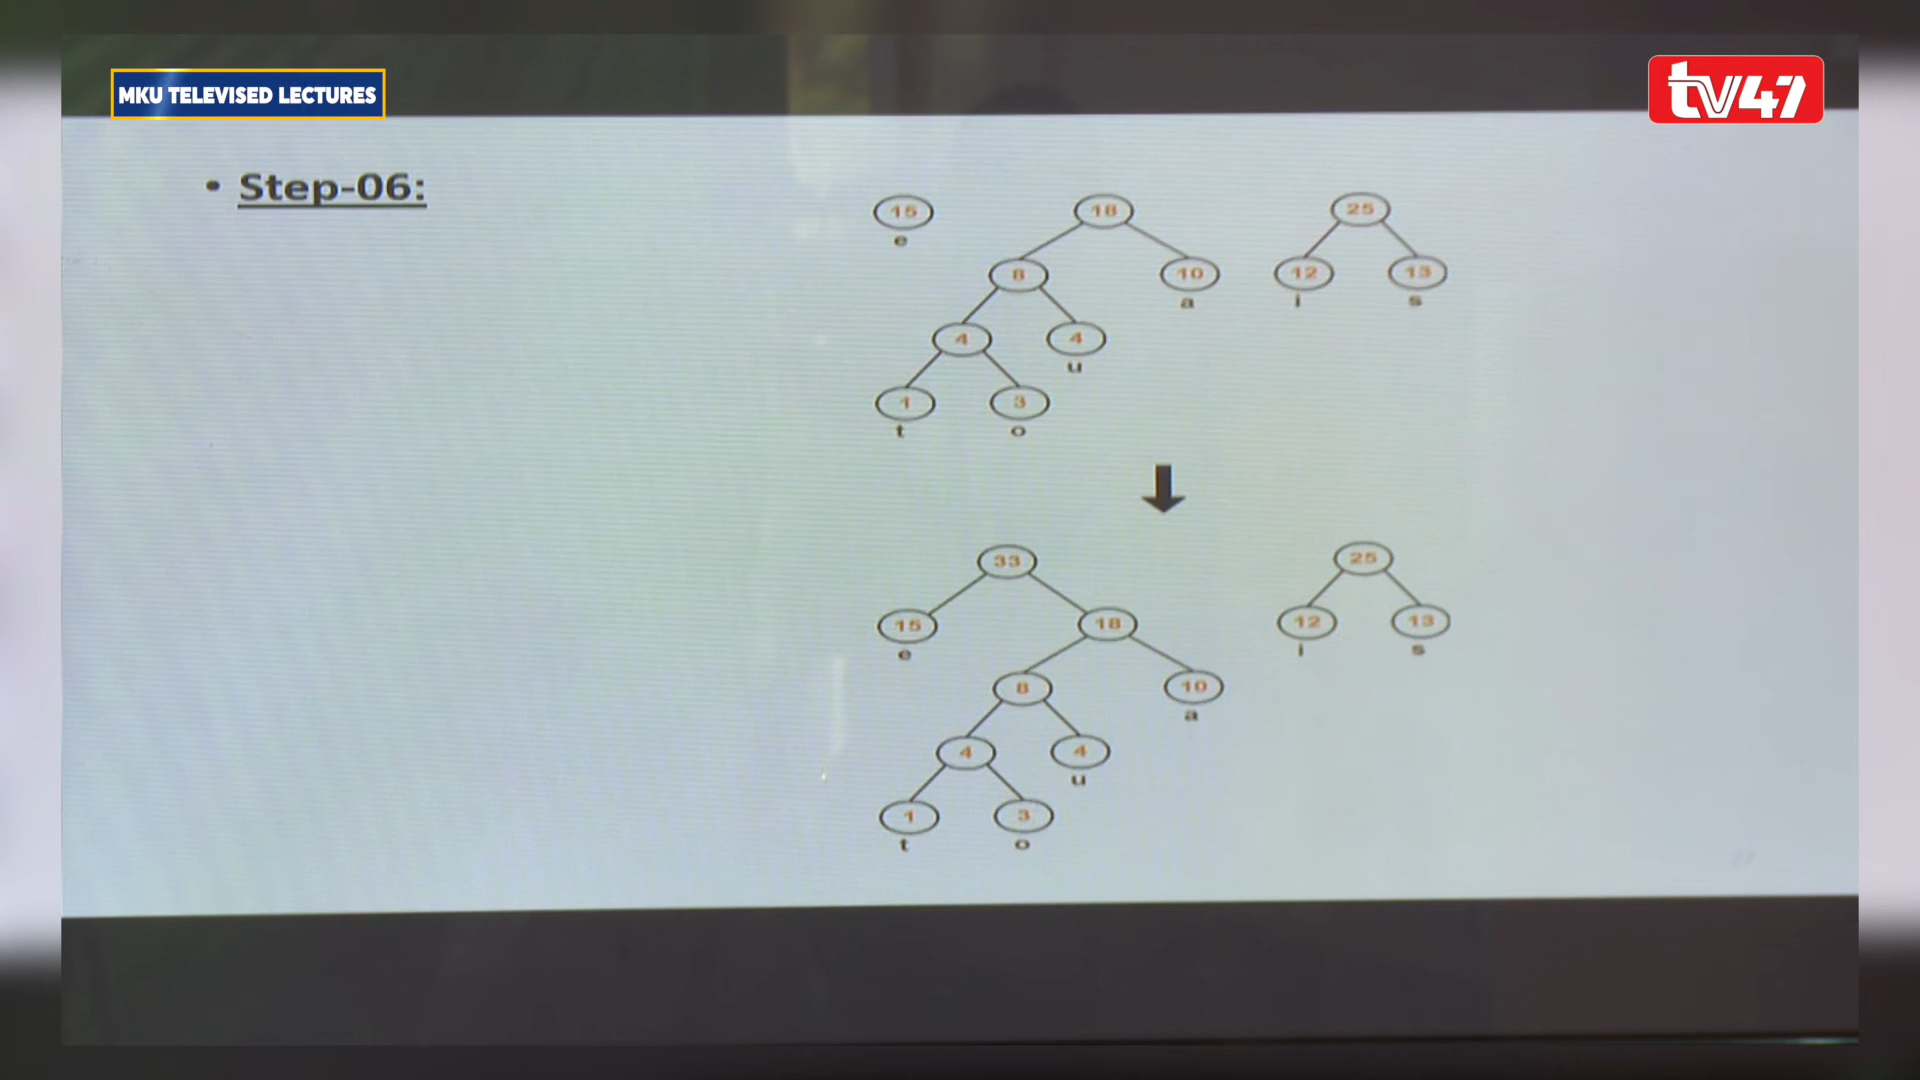 MKU TELEVISED LECTURES
tv47
• Step-06:
15 18 25
e
8 10 12 13
a i s
4 4
u
1 3
t o
33 25
15 18 12 13
e i s
8 10
a
4 4
u
1 3
t o